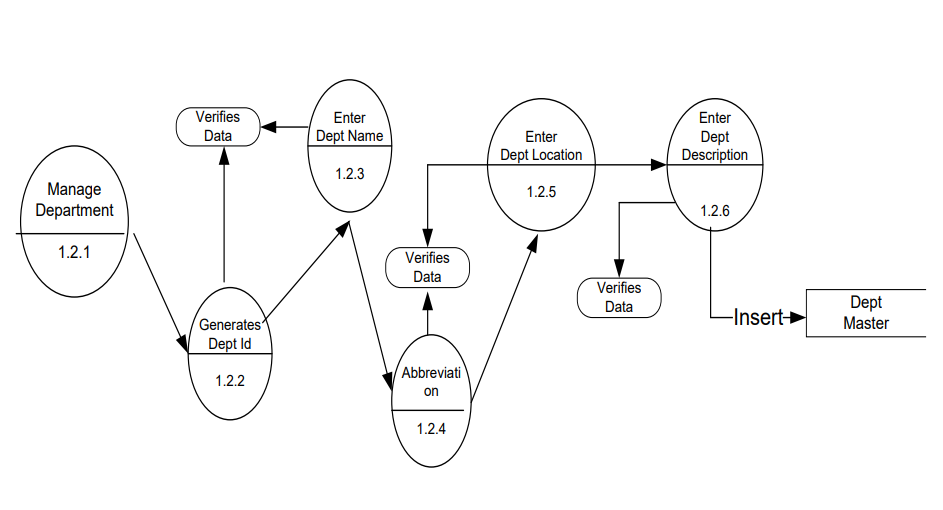 Manage
Department
1.2.1
Verifies
Data
Generates
Dept Id
1.2.2
Enter
Dept Name
1.2.3
Verifies
Data
Abbreviati
on
1.2.4
Enter
Dept Location
1.2.5
Enter
Dept
Description
1.2.6
Verifies
Data
Insert
Dept
Master